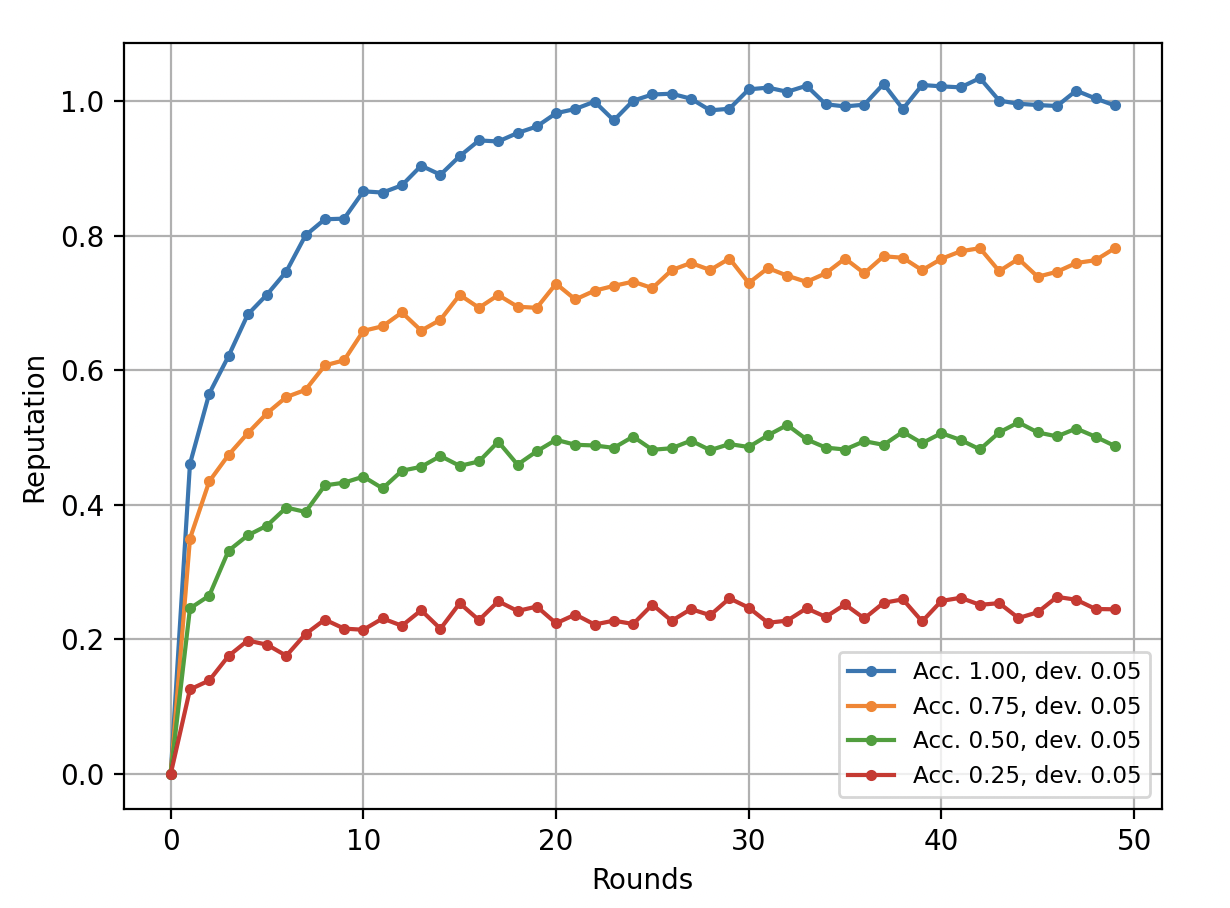 1.0
0.8
0.6
0.4
0.2
0.0
Reputation
0 10 20 30 40 50
Rounds
Acc. 1.00, dev. 0.05
Acc. 0.75, dev. 0.05
Acc. 0.50, dev. 0.05
Acc. 0.25, dev. 0.05